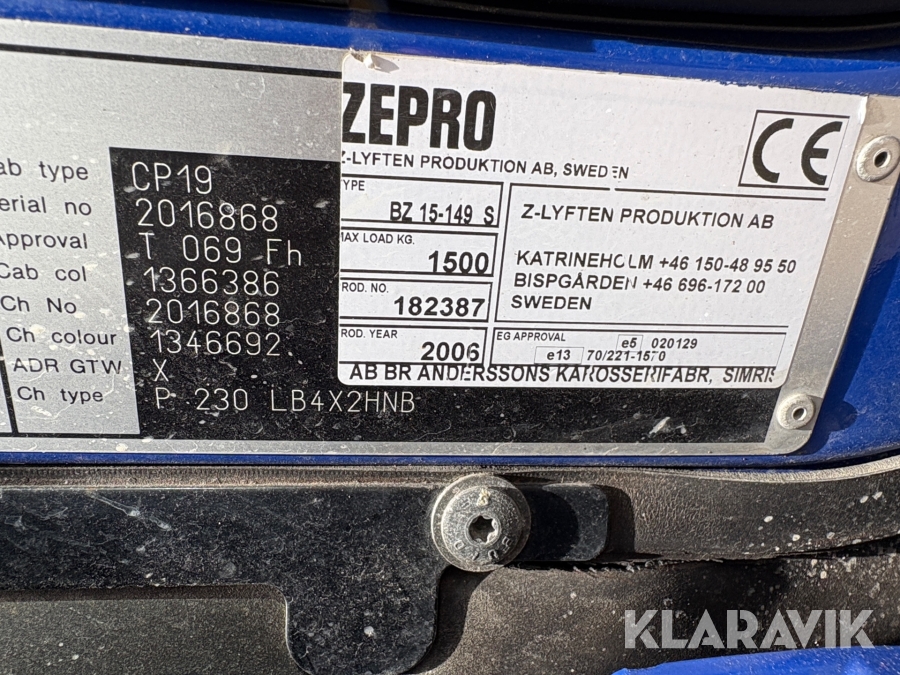 ab type CP19
erial no 2016868
Approval T 069 Fh
Cab col 1366386
Ch No 2016868
Ch colour 1346692
ADR GTW X
Ch type P 230 LB4X2HNB
ZEPRO
Z-LYFTEN PRODUKTION AB, SWEDEN
CE
TYPE
BZ 15-149 S
MAX LOAD KG.
1500
ROD. NO.
182387
ROD. YEAR
2006
Z-LYFTEN PRODUKTION AB
KATRINEHOLM +46 150-48 95 50
BISPGÅRDEN +46 696-172 00
SWEDEN
EG APPROVAL
e5 020129
e13 70/221-1570
AB BR ANDERSSONS KAROSSERIFABR, SIMRIS
KLARAVIK